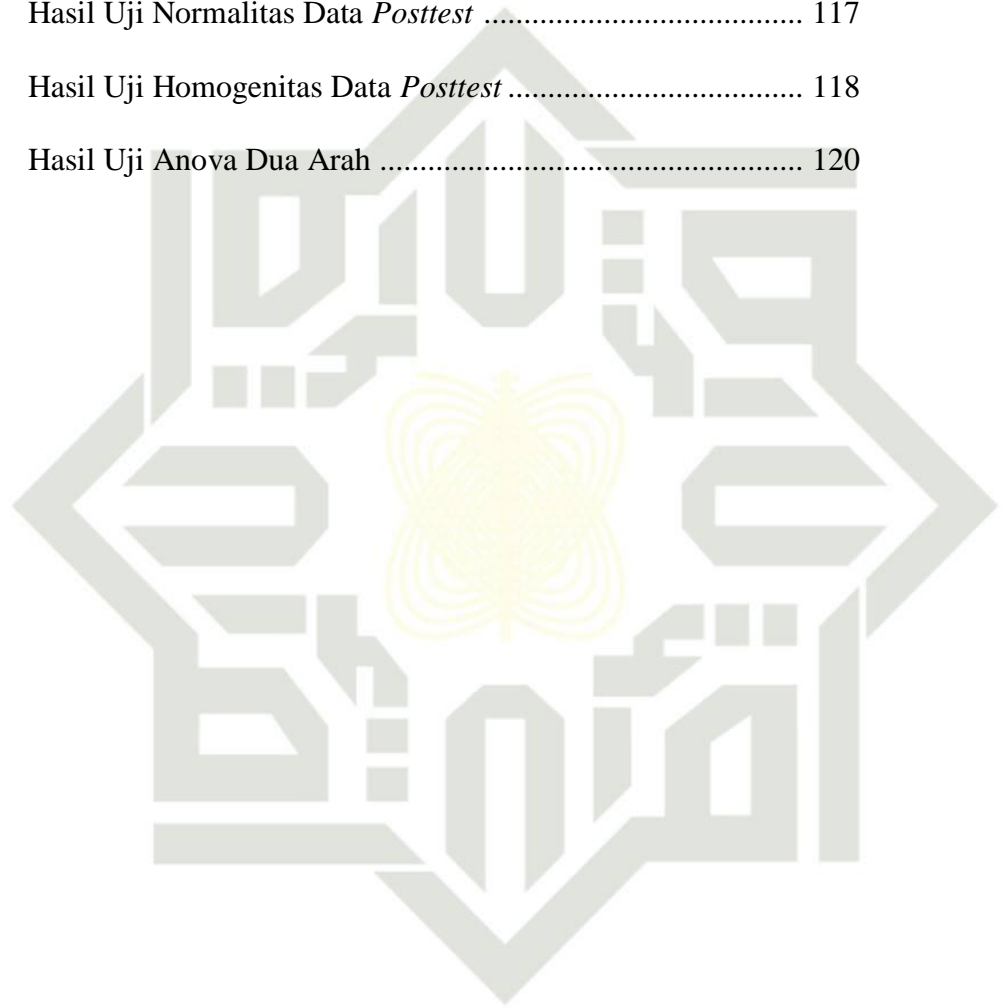 Hasil Uji Normalitas Data Posttest ...................................... 117
Hasil Uji Homogenitas Data Posttest ................................... 118
Hasil Uji Anova Dua Arah .................................................. 120